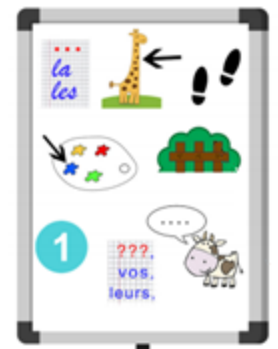 ...
la
les
....
1
???,
vos,
leurs,